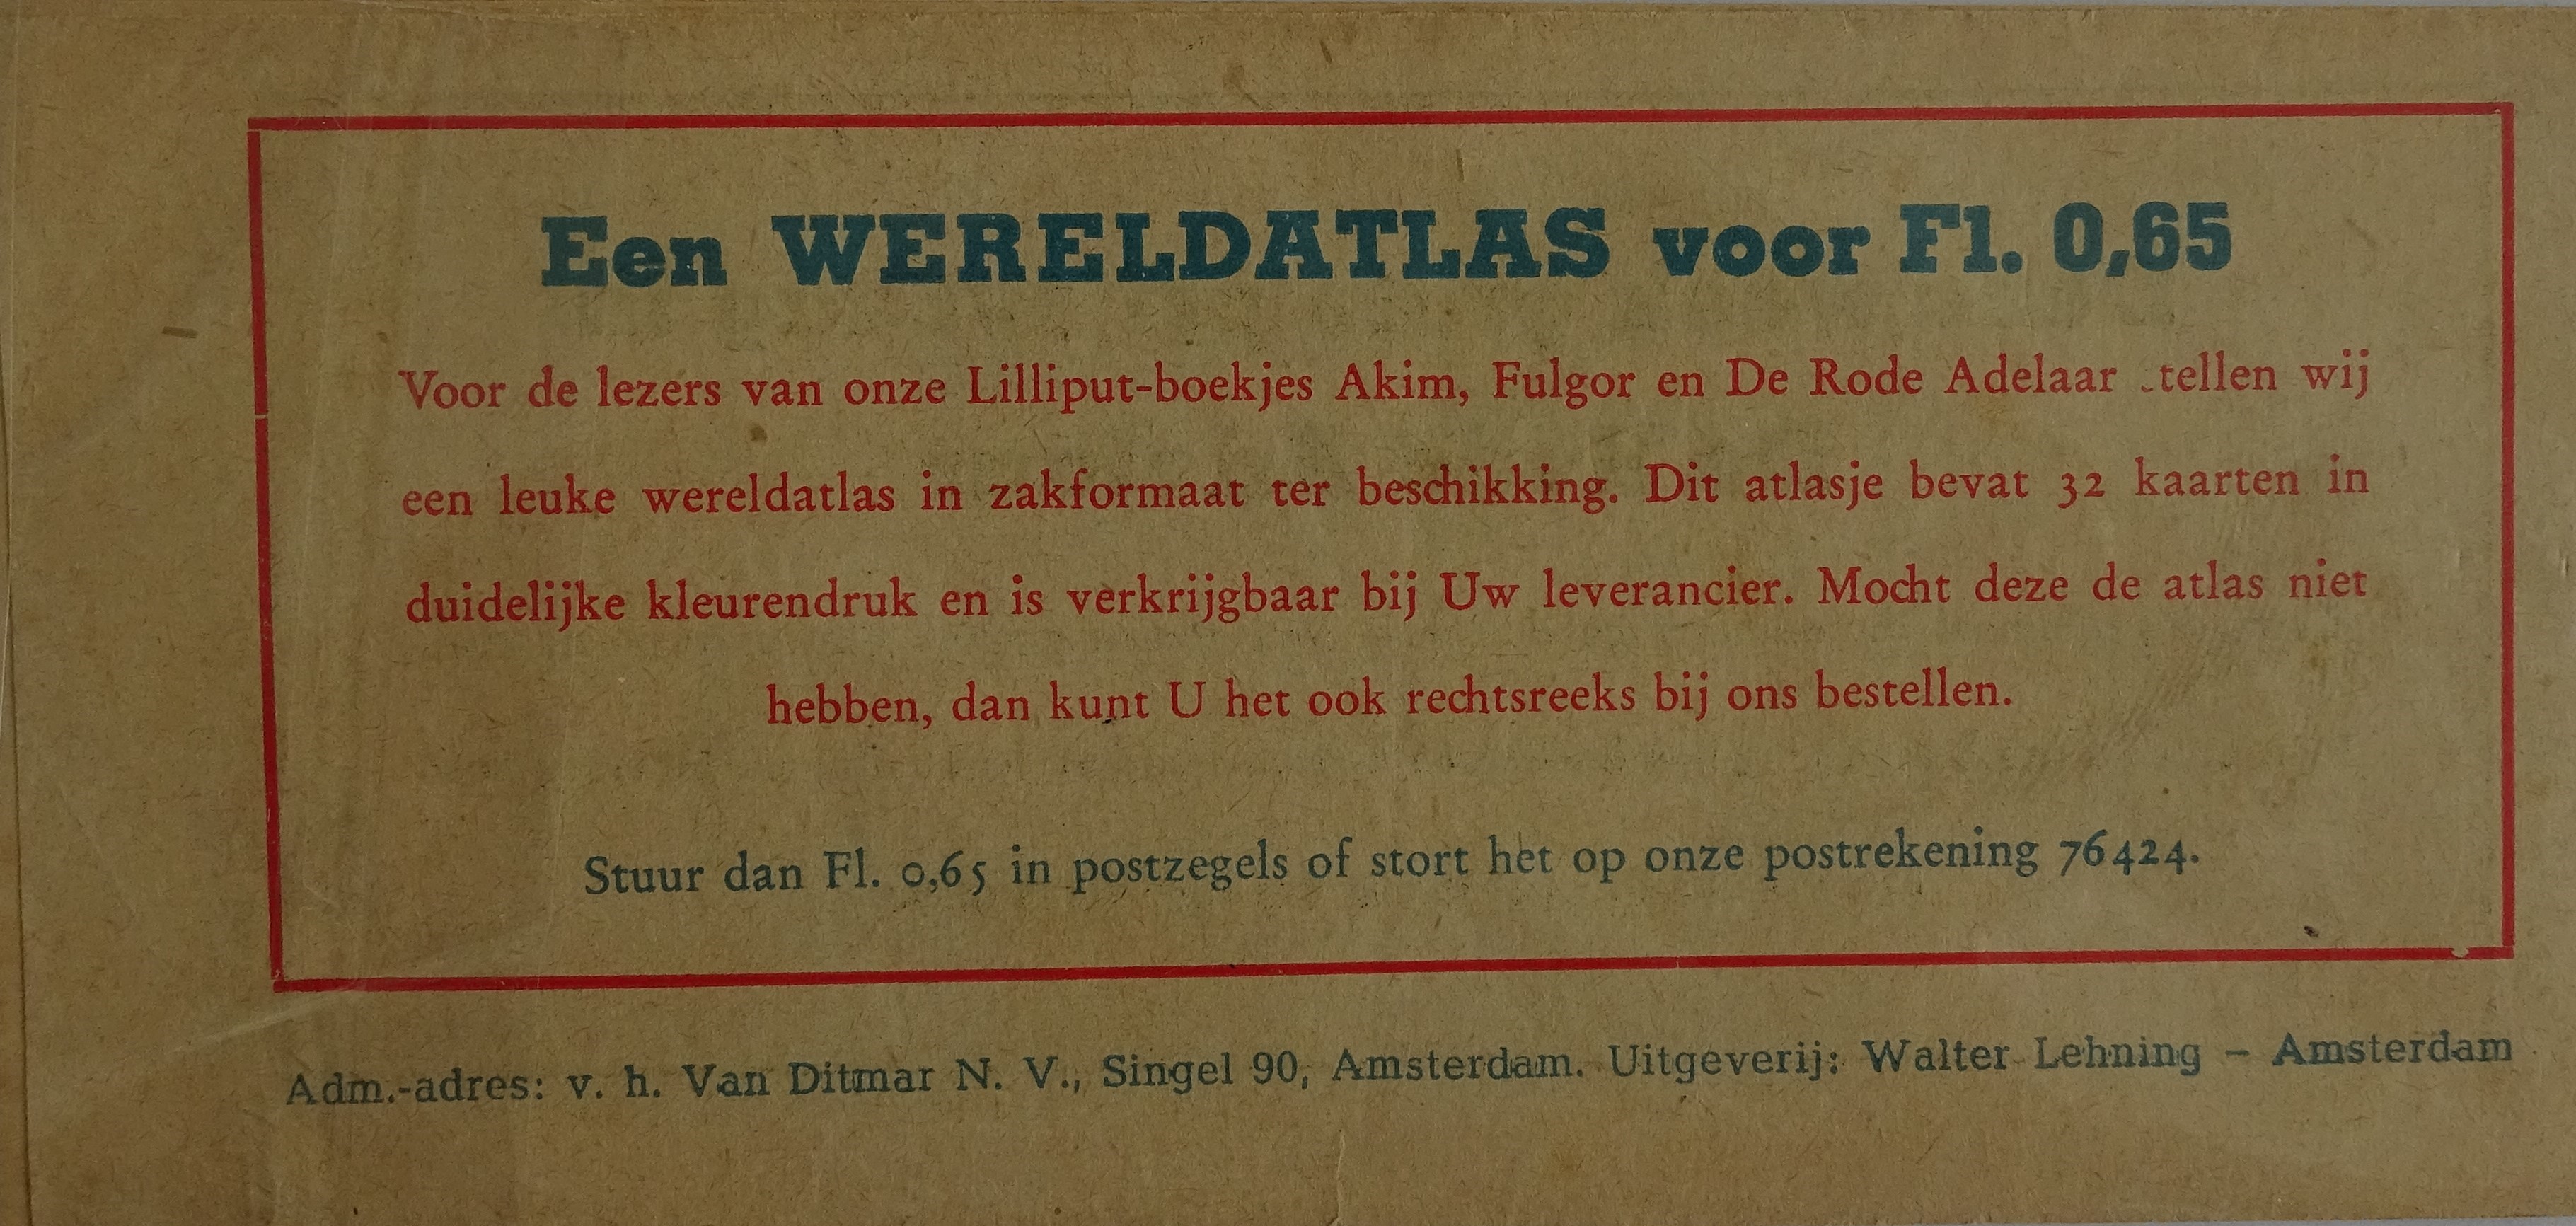 Een WERELDATLAS voor Fl. 0,65
Voor de lezers van onze Lilliput-boekjes Akim, Fulgor en De Rode Adelaar .tellen wij
een leuke wereldatlas in zakformaat ter beschikking. Dit atlasje bevat 32 kaarten in
duidelijke kleurendruk en is verkrijgbaar bij Uw leverancier. Mocht deze de atlas niet
hebben, dan kunt U het ook rechtsreeks bij ons bestellen.
Stuur dan Fl. 0,65 in postzegels of stort het op onze postrekening 76424.
Adm.-adres: v. h. Van Ditmar N. V., Singel 90, Amsterdam. Uitgeverij: Walter Lehning – Amsterdam